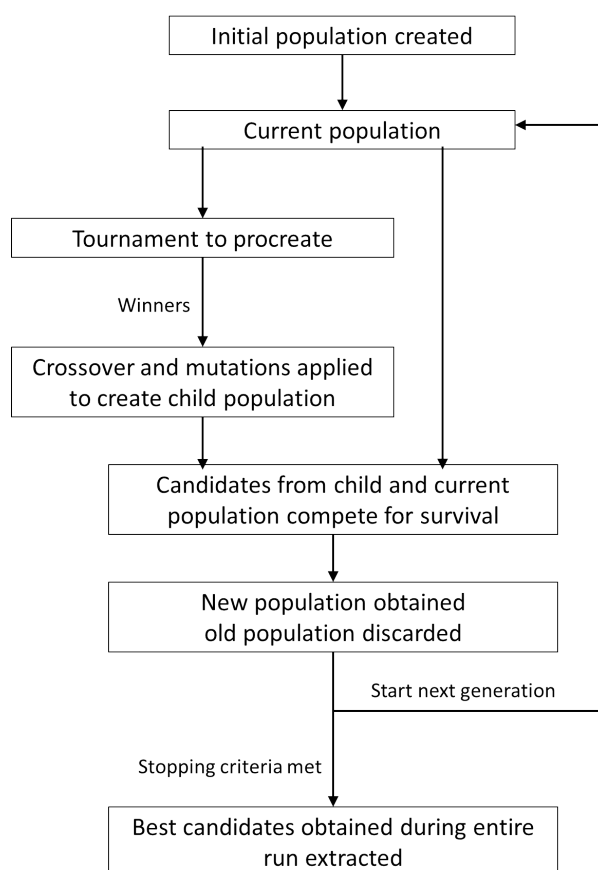 Initial population created
Current population
Tournament to procreate
Winners
Crossover and mutations applied
to create child population
Candidates from child and current
population compete for survival
New population obtained
old population discarded
Start next generation
Stopping criteria met
Best candidates obtained during entire
run extracted